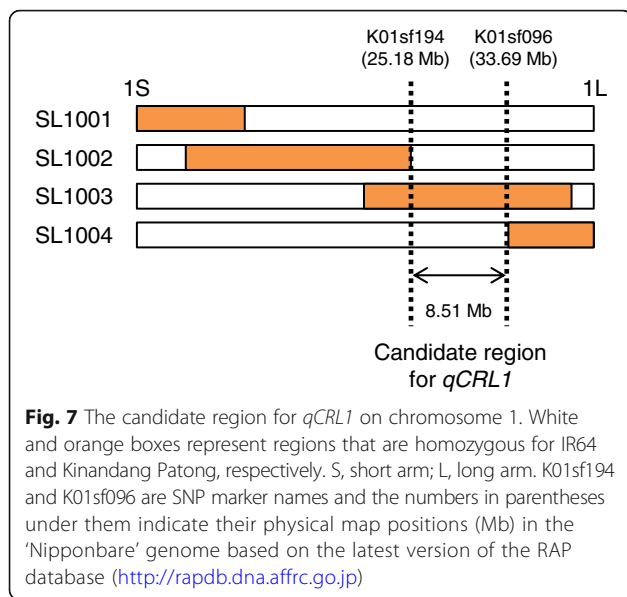 K01sf194 K01sf096
(25.18 Mb) (33.69 Mb)
1S 1L
SL1001
SL1002
SL1003
SL1004
8.51 Mb
Candidate region
for qCRL1
Fig. 7 The candidate region for qCRL1 on chromosome 1. White
and orange boxes represent regions that are homozygous for IR64
and Kinandang Patong, respectively. S, short arm; L, long arm. K01sf194
and K01sf096 are SNP marker names and the numbers in parentheses
under them indicate their physical map positions (Mb) in the
‘Nipponbare’ genome based on the latest version of the RAP
database (http://rapdb.dna.affrc.go.jp)